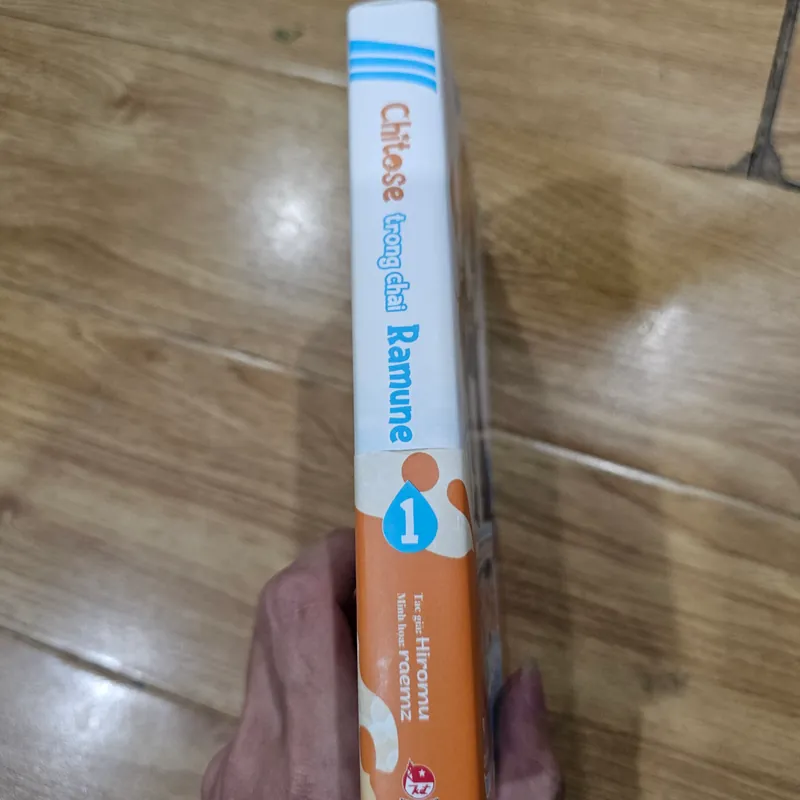 Chitose trong chai Ramune
1
Tác giả: Hiromu
Minh họa: raemz